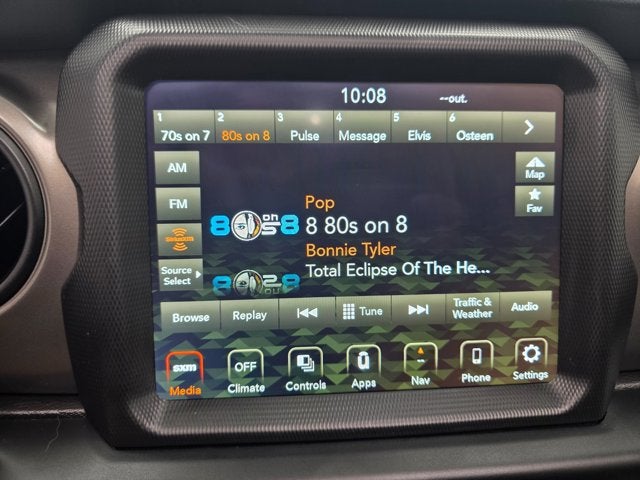 10:08 --out.
1 2 3 4 5 6
70s on 7 80s on 8 Pulse Message Elvis Osteen
AM
Map
FM
Fav
Pop
8 80s on 8
siriusxm
Bonnie Tyler
Source
Select
Total Eclipse Of The He...
Browse Replay Tune Traffic &
Weather Audio
sxm OFF
Media Climate Controls Apps Nav Phone Settings